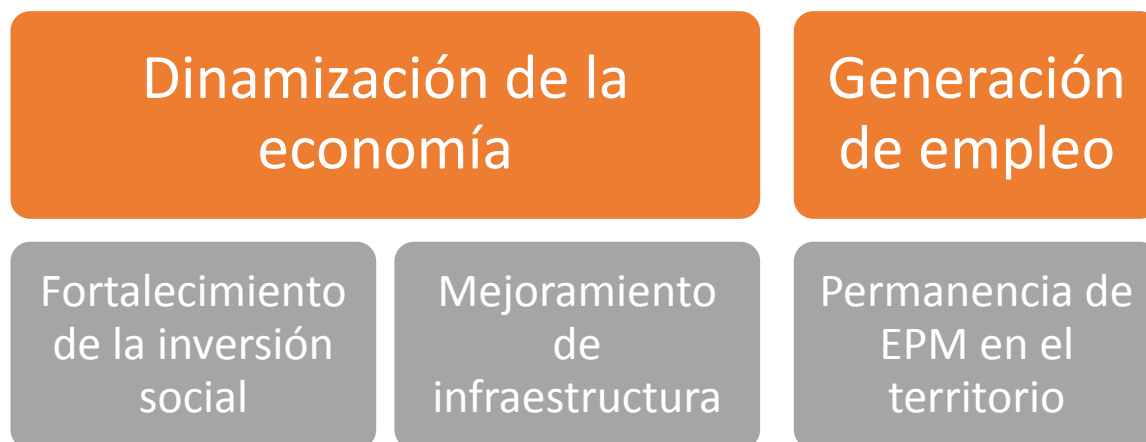 Dinamización de la
economía
Generación
de empleo
Fortalecimiento
de la inversión
social
Mejoramiento
de
infraestructura
Permanencia de
EPM en el
territorio